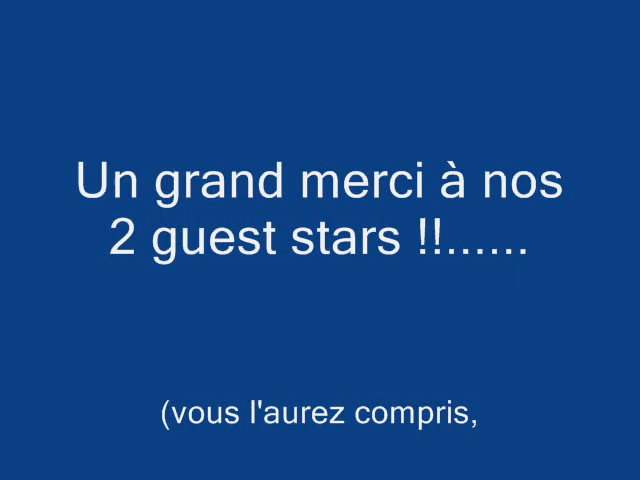 Un grand merci à nos
2 guest stars !!......
(vous l'aurez compris,